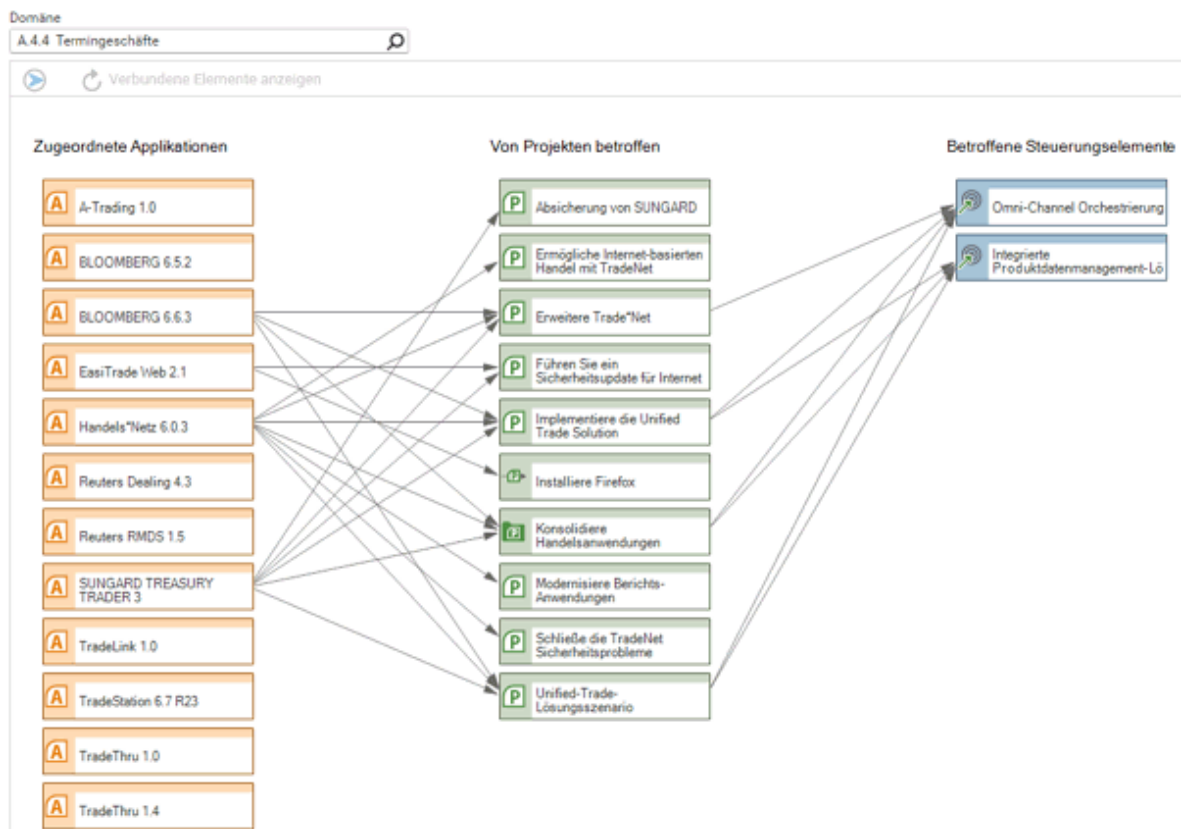 Domäne
A.4.4 Termingeschäfte
Verbundene Elemente anzeigen
Zugeordnete Applikationen
Von Projekten betroffen
Betroffene Steuerungselemente
A A-Trading 1.0
A BLOOMBERG 6.5.2
A BLOOMBERG 6.6.3
A EasiTrade Web 2.1
A Handels*Netz 6.0.3
A Reuters Dealing 4.3
A Reuters RMDS 1.5
A SUNGARD TREASURY
TRADER 3
A TradeLink 1.0
A TradeStation 6.7 R23
A TradeThru 1.0
A TradeThru 1.4
P Absicherung von SUNGARD
P Ermögliche Internet-basierten
Handel mit TradeNet
P Erweitere Trade*Net
P Führen Sie ein
Sicherheitsupdate für Internet
P Implementiere die Unified
Trade Solution
P Installiere Firefox
P Konsolidiere
Handelsanwendungen
P Modernisiere Berichts-
Anwendungen
P Schließe die TradeNet
Sicherheitsprobleme
P Unified-Trade-
Lösungsszenario
Omni-Channel Orchestrierung
Integrierte
Produktdatenmanagement-Lö